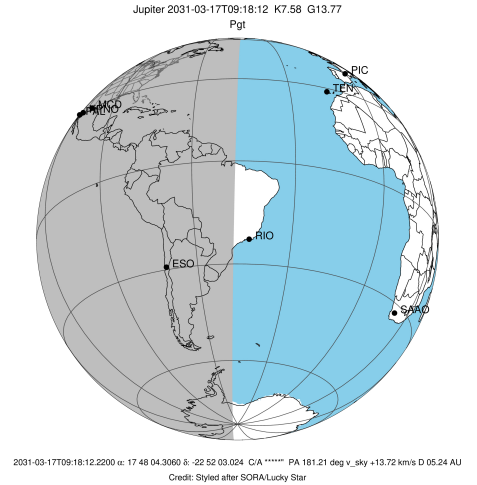 Jupiter 2031-03-17T09:18:12 K7.58 G13.77
Pgt
PIC
TEN
MCD
RIO
ESO
SAAO
2031-03-17T09:18:12.2200 α: 17 48 04.3060 δ: -22 52 03.024 C/A *****" PA 181.21 deg v_sky +13.72 km/s D 05.24 AU
Credit: Styled after SORA/Lucky Star